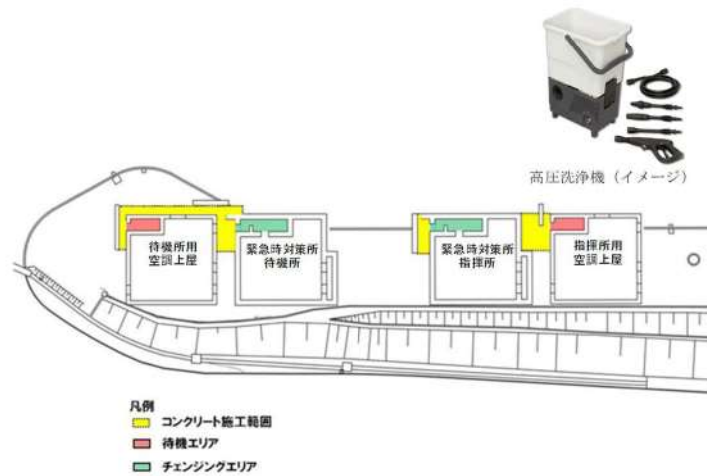 高圧洗浄機（イメージ）
待機所用
空調上屋
緊急時対策所
待機所
緊急時対策所
指揮所
指揮所用
空調上屋
凡例
コンクリート施工範囲
待機エリア
チェンジングエリア